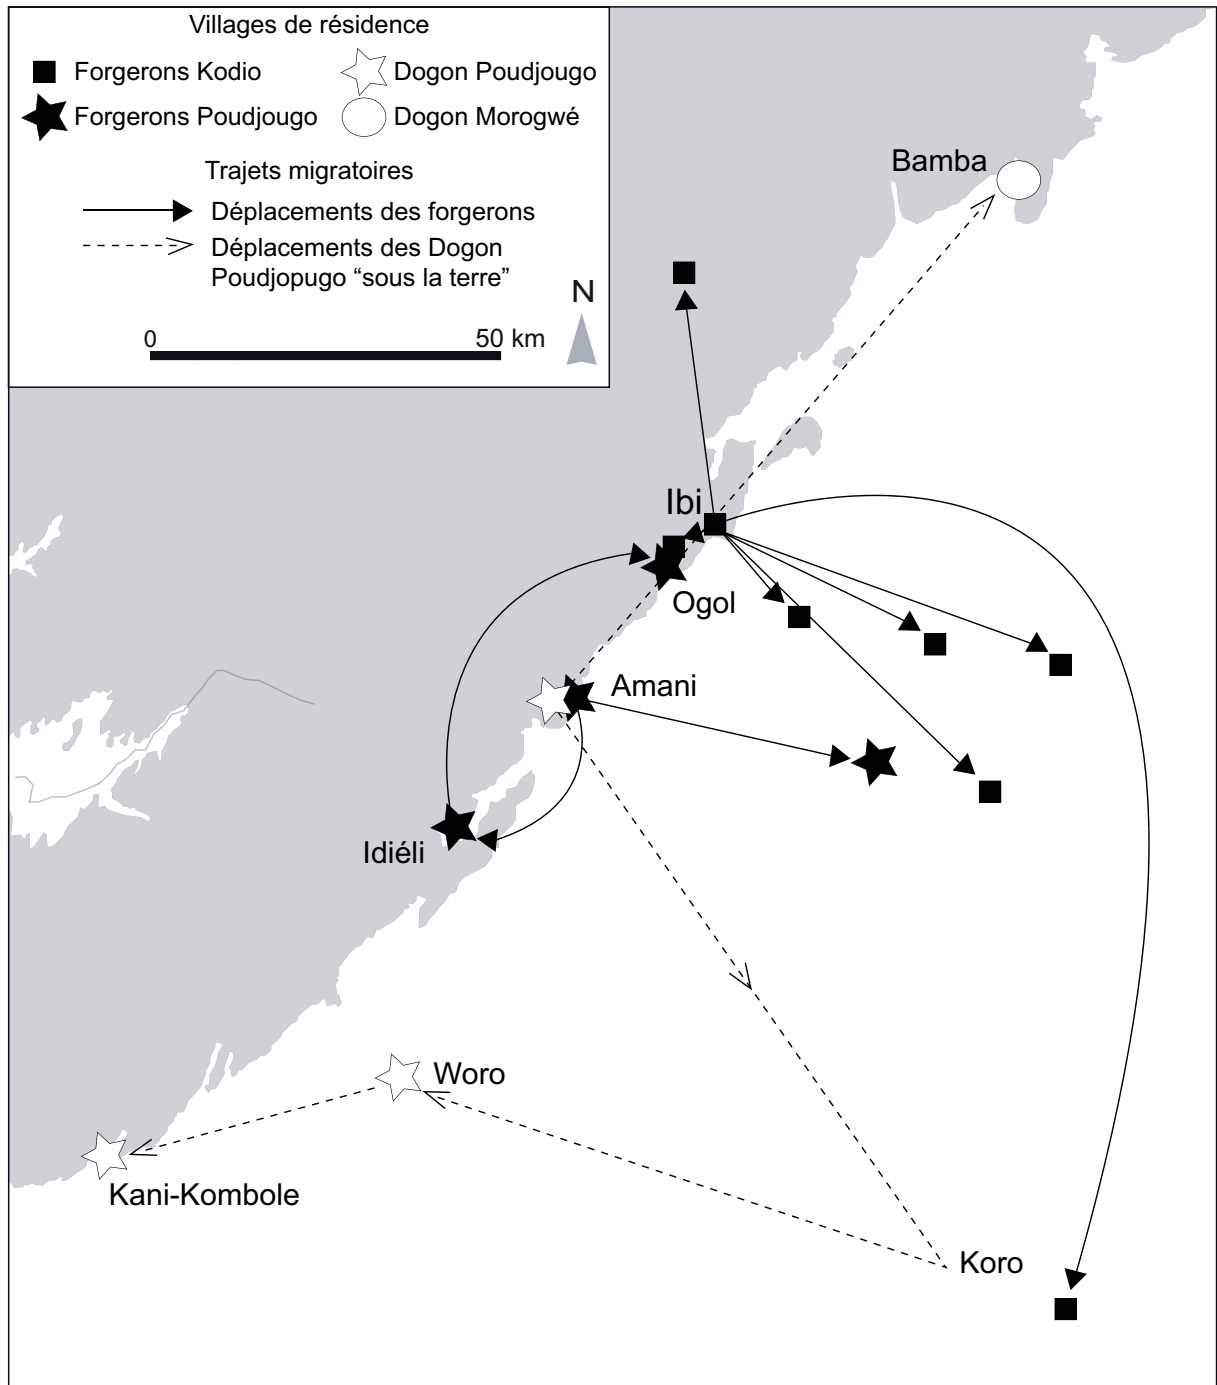 Villages de résidence
Forgerons Kodio
Dogon Poudjougo
Forgerons Poudjougo
Dogon Morogwé
Trajets migratoires
Déplacements des forgerons
Déplacements des Dogon
Poudjopugo “sous la terre”
N
0
50 km
Bamba
Ibi
Ogol
Amani
Idiéli
Woro
Kani-Kombole
Koro